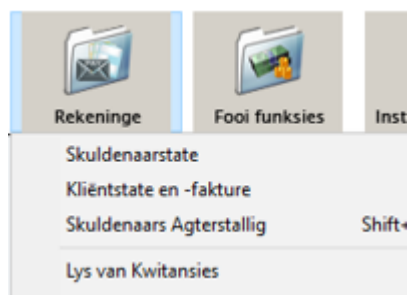 Rekeninge Fooi funksies
Skuldenaarstate
Kliëntstate en -fakture
Skuldenaars Agterstallig
Lys van Kwitansies